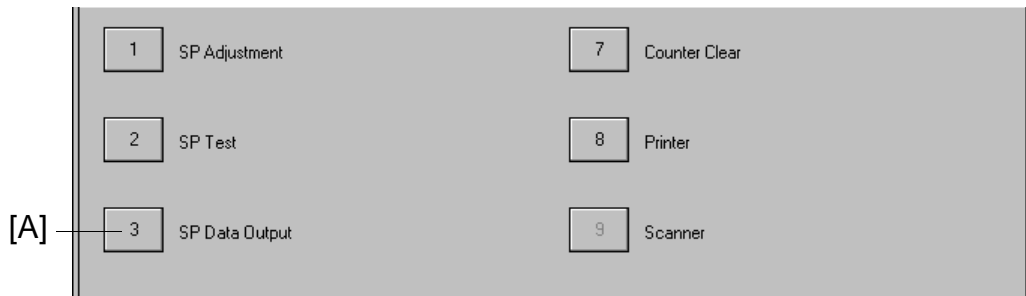 1 SP Adjustment
7 Counter Clear
2 SP Test
8 Printer
[A] 3 SP Data Output
9 Scanner